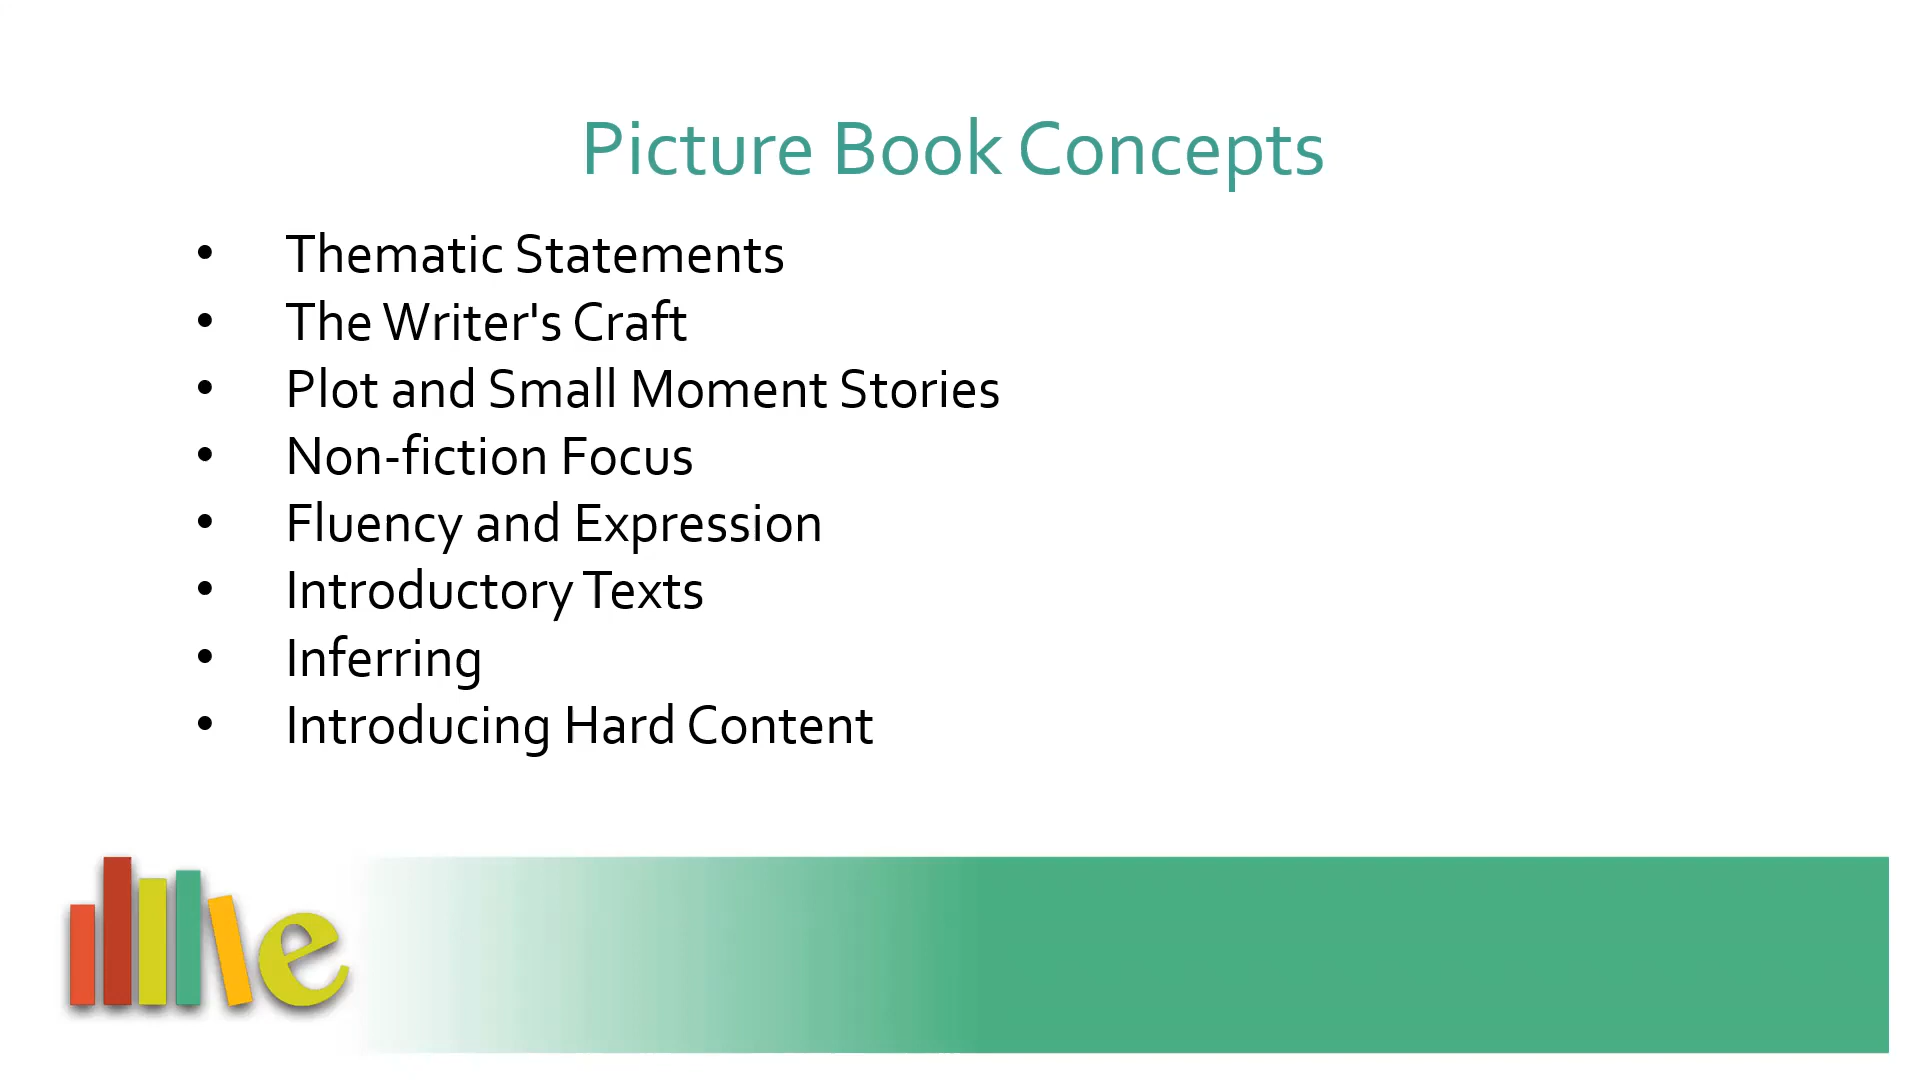 Picture Book Concepts
• Thematic Statements
• The Writer's Craft
• Plot and Small Moment Stories
• Non-fiction Focus
• Fluency and Expression
• Introductory Texts
• Inferring
• Introducing Hard Content
e